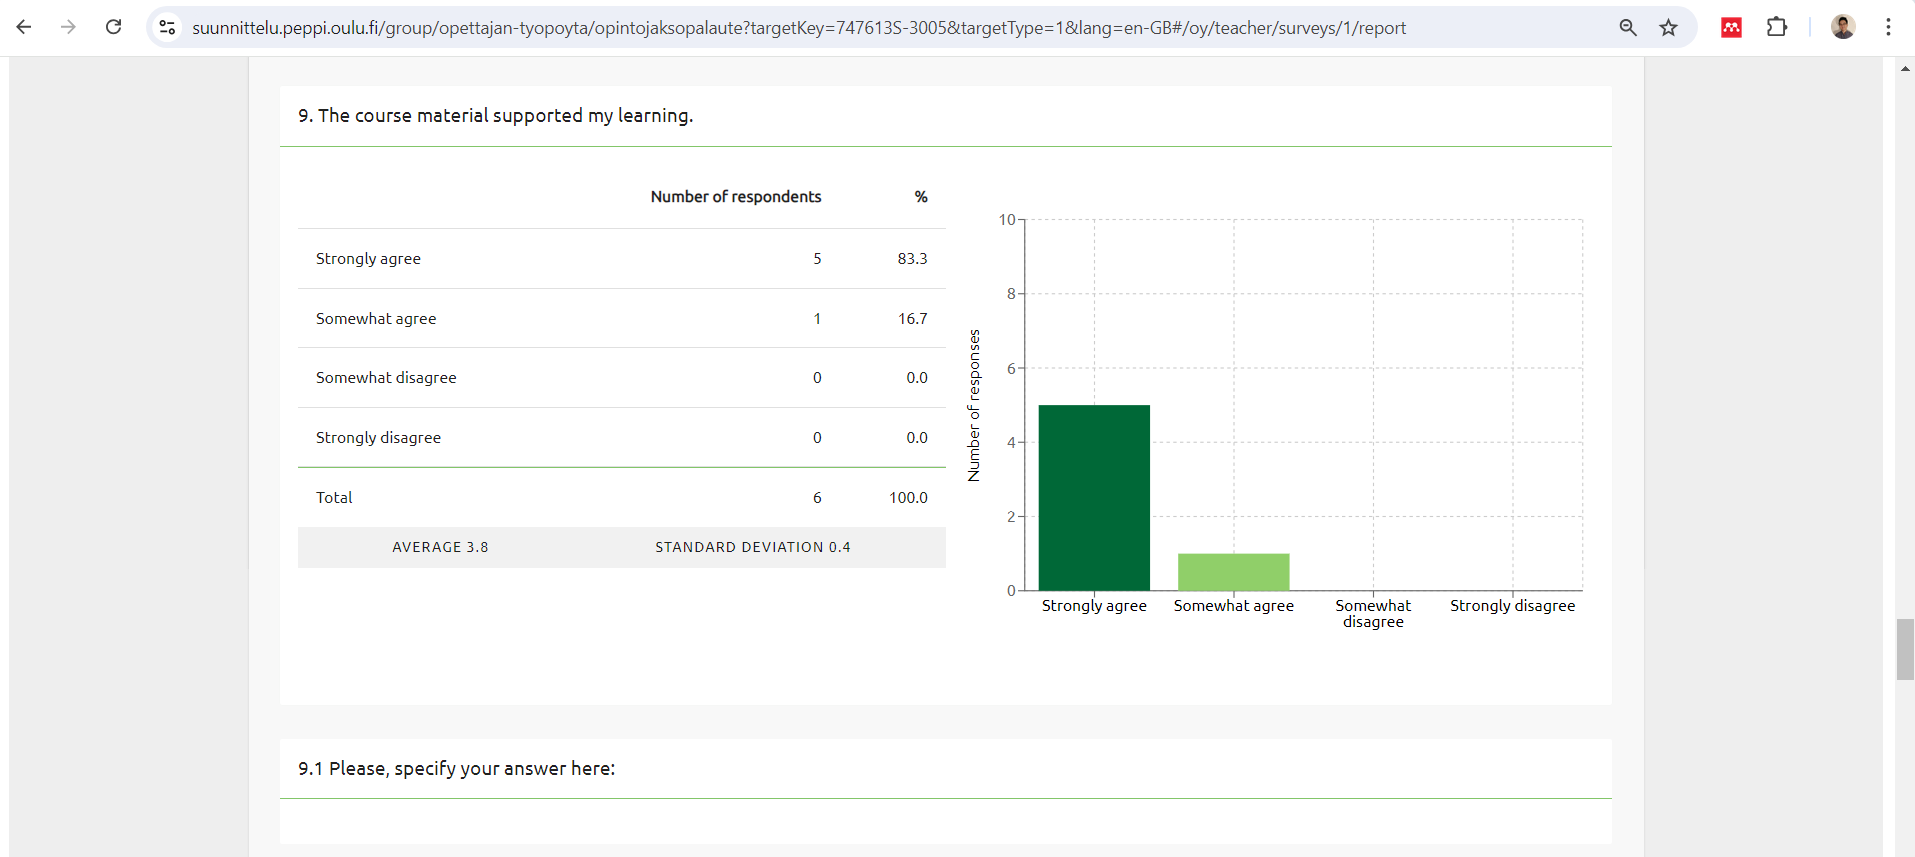 suunnittelu.peppi.oulu.fi/group/opettajan-tyopoyta/opintojaksopalaute?targetKey=747613S-3005&targetType=1&lang=en-GB#/oy/teacher/surveys/1/report
9. The course material supported my learning.
Number of respondents %
Strongly agree 5 83.3
Somewhat agree 1 16.7
Somewhat disagree 0 0.0
Strongly disagree 0 0.0
Total 6 100.0
AVERAGE 3.8 STANDARD DEVIATION 0.4
Number of responses
10
8
6
4
2
0
Strongly agree Somewhat agree Somewhat disagree Strongly disagree
9.1 Please, specify your answer here: